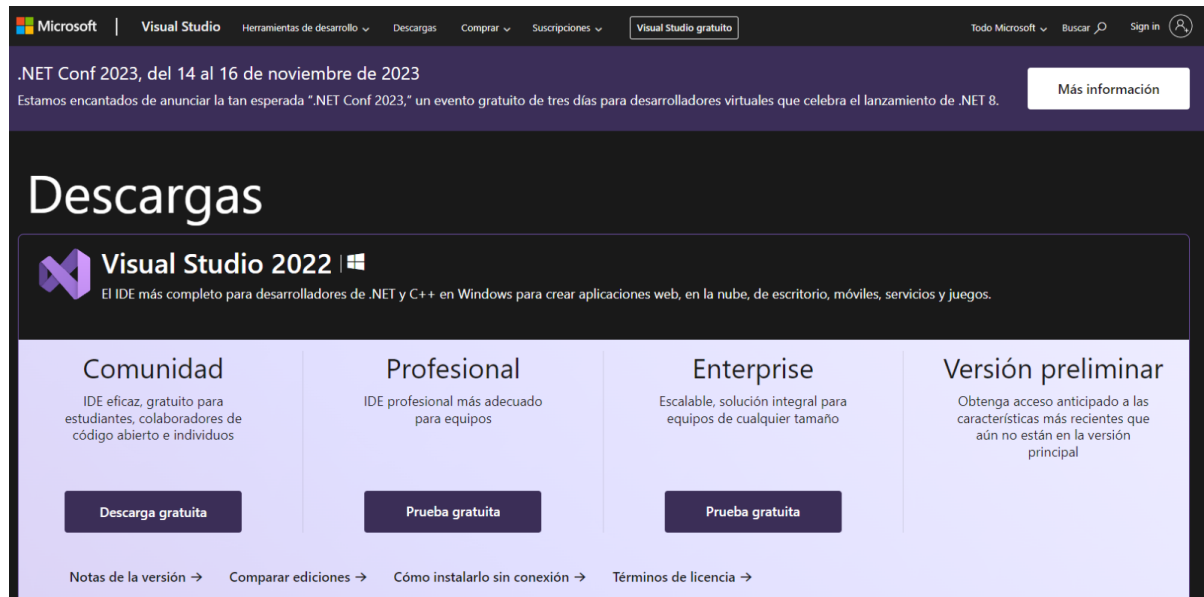 Microsoft | Visual Studio Herramientas de desarrollo Descargas Comprar Suscripciones Visual Studio gratuito Todo Microsoft Buscar Sign in
.NET Conf 2023, del 14 al 16 de noviembre de 2023
Estamos encantados de anunciar la tan esperada ".NET Conf 2023," un evento gratuito de tres días para desarrolladores virtuales que celebra el lanzamiento de .NET 8.
Más información
Descargas
Visual Studio 2022 |
El IDE más completo para desarrolladores de .NET y C++ en Windows para crear aplicaciones web, en la nube, de escritorio, móviles, servicios y juegos.
Comunidad
IDE eficaz, gratuito para
estudiantes, colaboradores de
código abierto e individuos
Descarga gratuita
Profesional
IDE profesional más adecuado
para equipos
Prueba gratuita
Enterprise
Escalable, solución integral para
equipos de cualquier tamaño
Prueba gratuita
Versión preliminar
Obtenga acceso anticipado a las
características más recientes que
aún no están en la versión
principal
Notas de la versión → Comparar ediciones → Cómo instalarlo sin conexión → Términos de licencia →